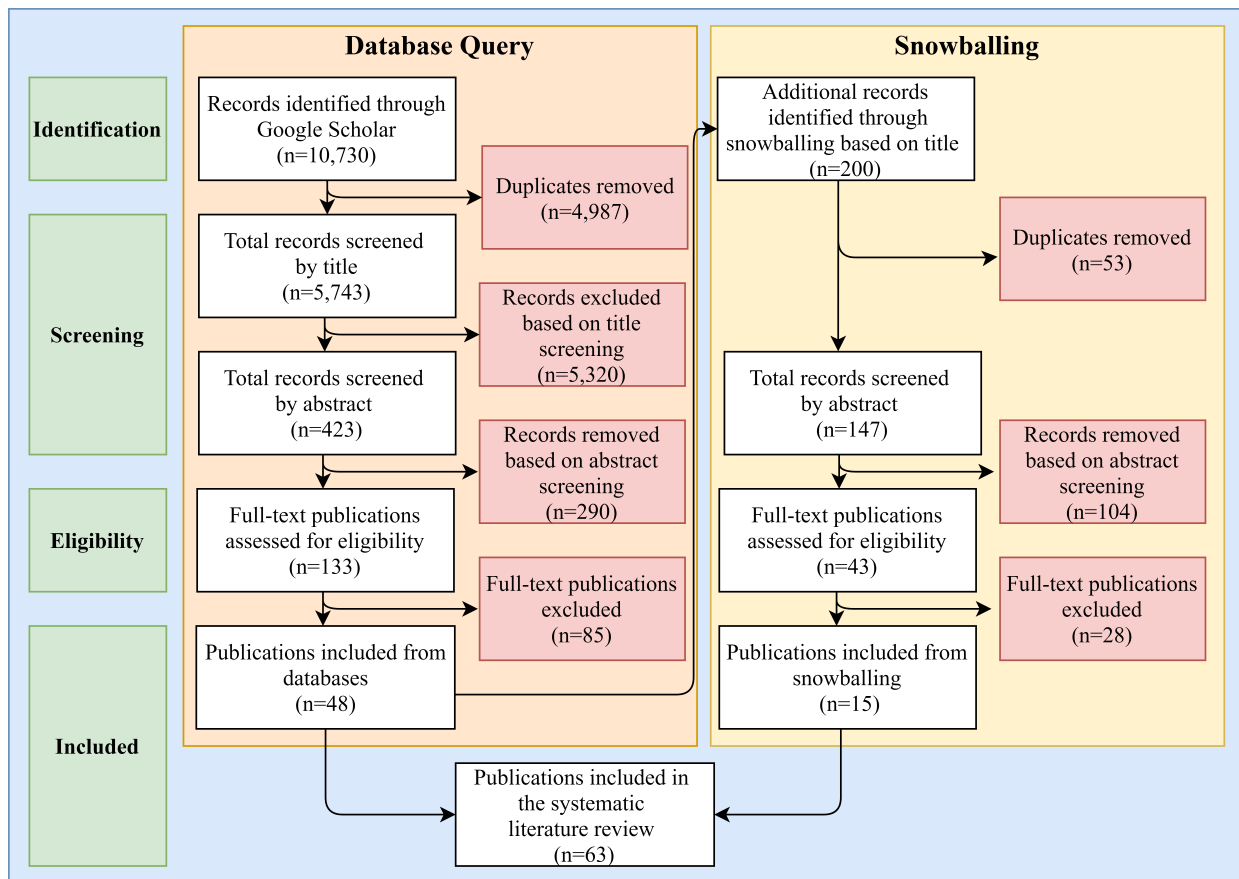 Database Query
Snowballing
Identification
Records identified through
Google Scholar
(n=10,730)
Additional records
identified through
snowballing based on title
(n=200)
Duplicates removed
(n=4,987)
Duplicates removed
(n=53)
Screening
Total records screened
by title
(n=5,743)
Records excluded
based on title
screening
(n=5,320)
Total records screened
by abstract
(n=423)
Total records screened
by abstract
(n=147)
Records removed
based on abstract
screening
(n=290)
Records removed
based on abstract
screening
(n=104)
Eligibility
Full-text publications
assessed for eligibility
(n=133)
Full-text publications
assessed for eligibility
(n=43)
Full-text publications
excluded
(n=85)
Full-text publications
excluded
(n=28)
Included
Publications included from
databases
(n=48)
Publications included from
snowballing
(n=15)
Publications included in
the systematic
literature review
(n=63)